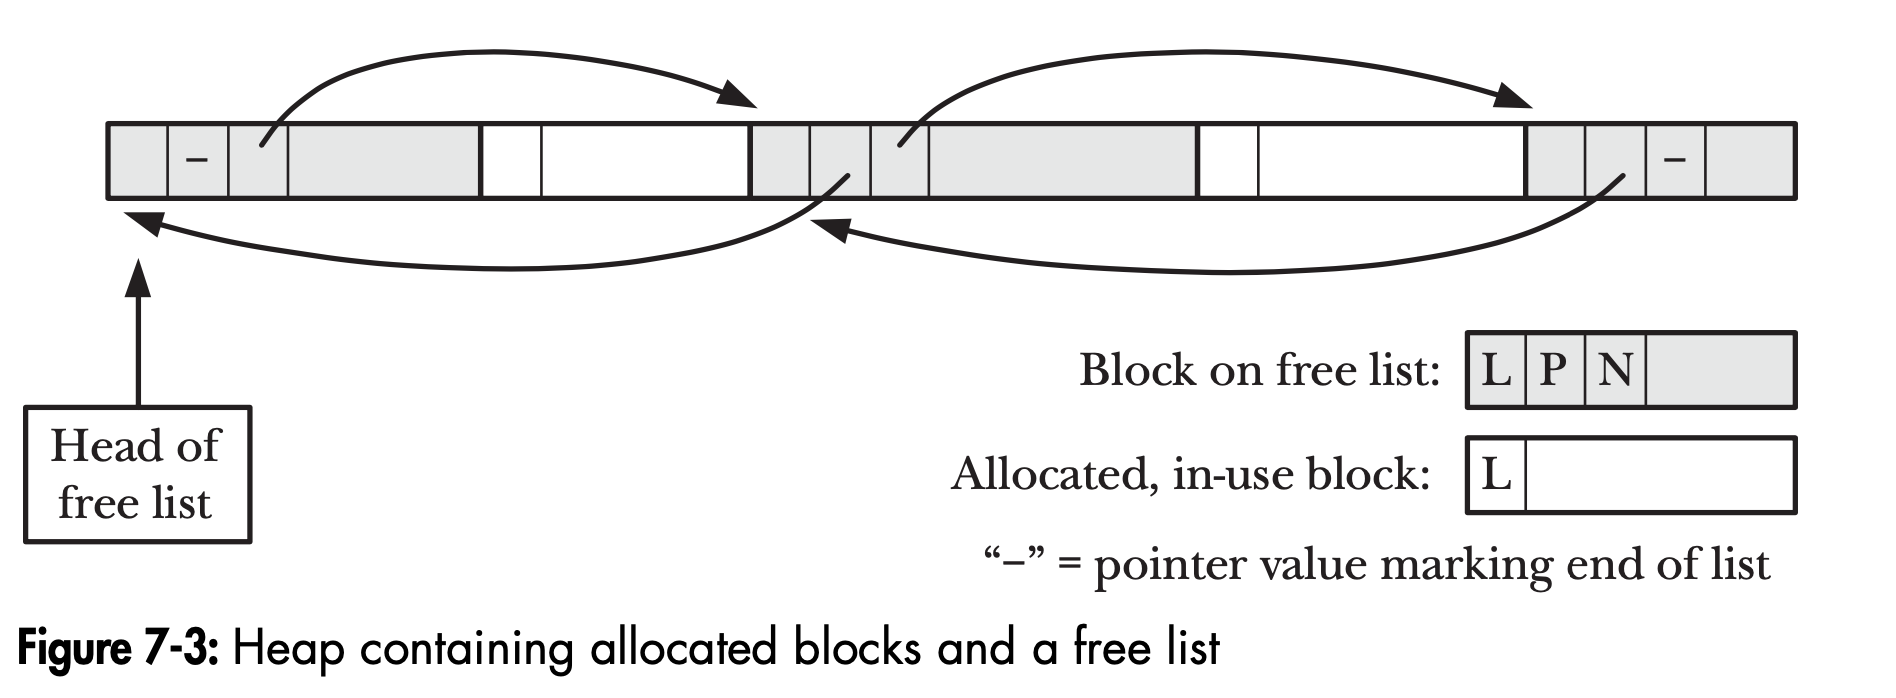 –
–
Head of
free list
Block on free list: L P N
Allocated, in-use block: L
“–” = pointer value marking end of list
Figure 7-3: Heap containing allocated blocks and a free list